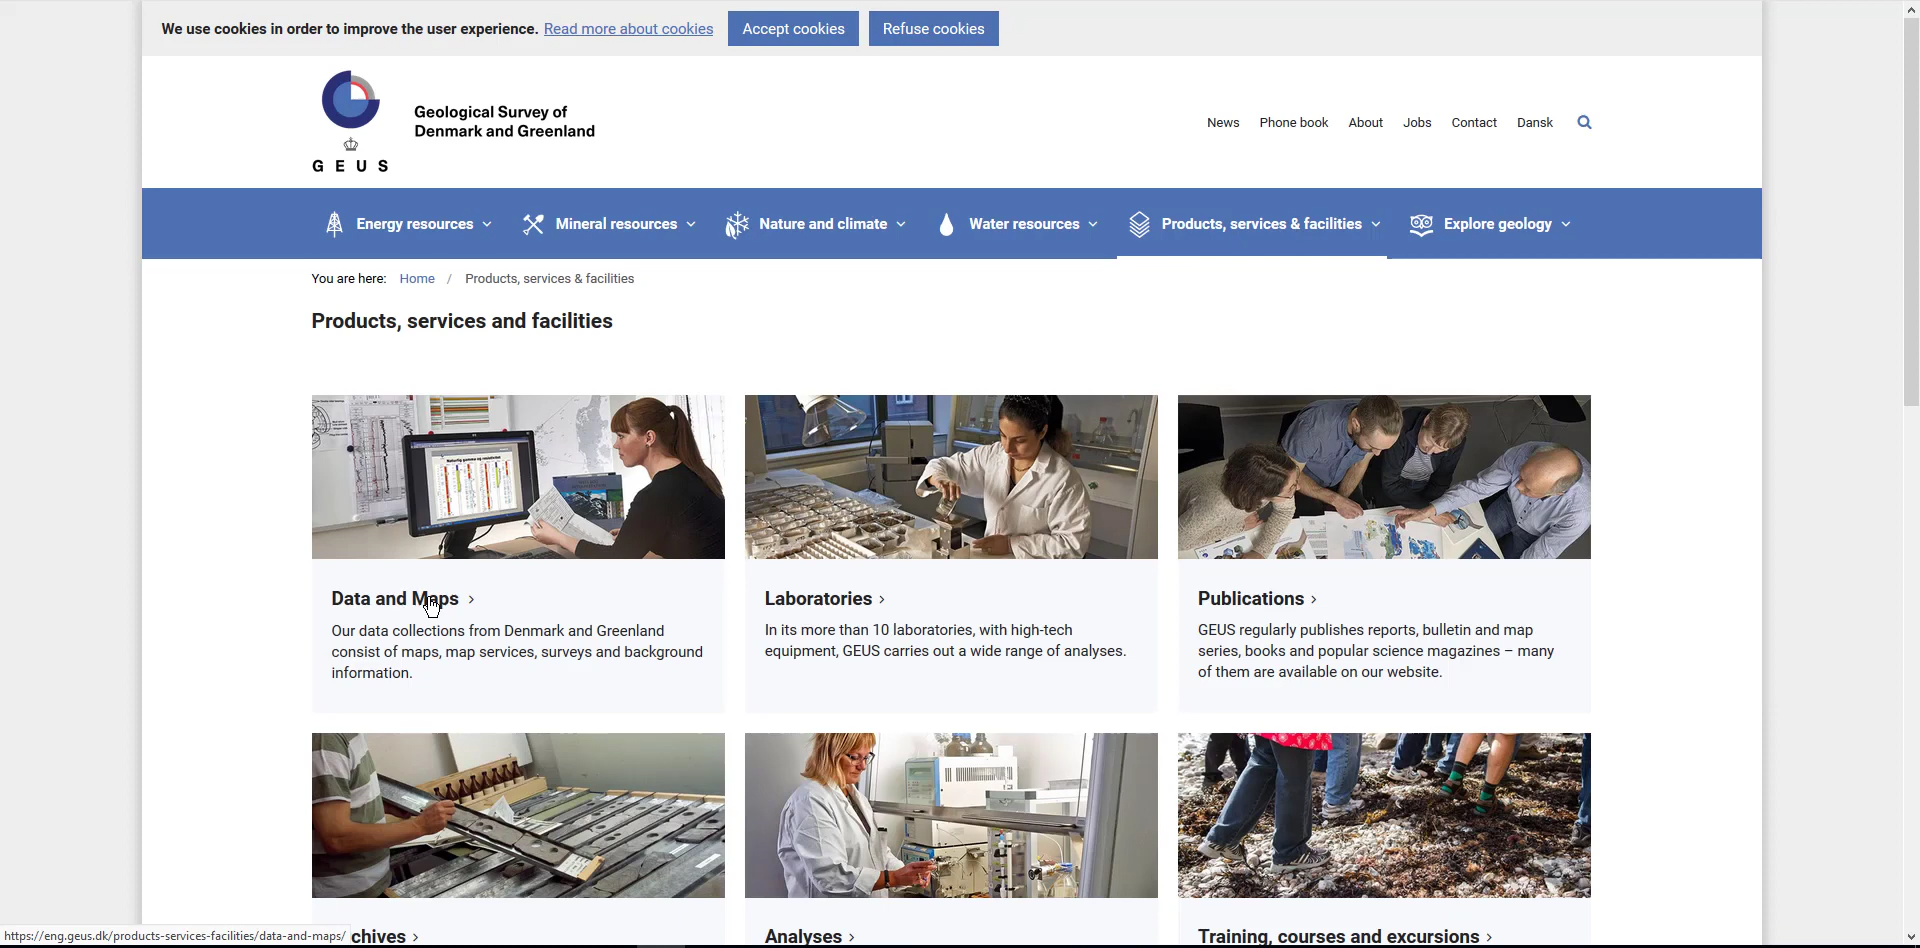 We use cookies in order to improve the user experience. Read more about cookies Accept cookies Refuse cookies
Geological Survey of
Denmark and Greenland
G E U S
News Phone book About Jobs Contact Dansk
Energy resources Mineral resources Nature and climate Water resources Products, services & facilities Explore geology
You are here: Home / Products, services & facilities
Products, services and facilities
Data and Maps >
Our data collections from Denmark and Greenland
consist of maps, map services, surveys and background
information.
Laboratories >
In its more than 10 laboratories, with high-tech
equipment, GEUS carries out a wide range of analyses.
Publications >
GEUS regularly publishes reports, bulletin and map
series, books and popular science magazines – many
of them are available on our website.
chives >
Analyses >
Training, courses and excursions >
https://eng.geus.dk/products-services-facilities/data-and-maps/